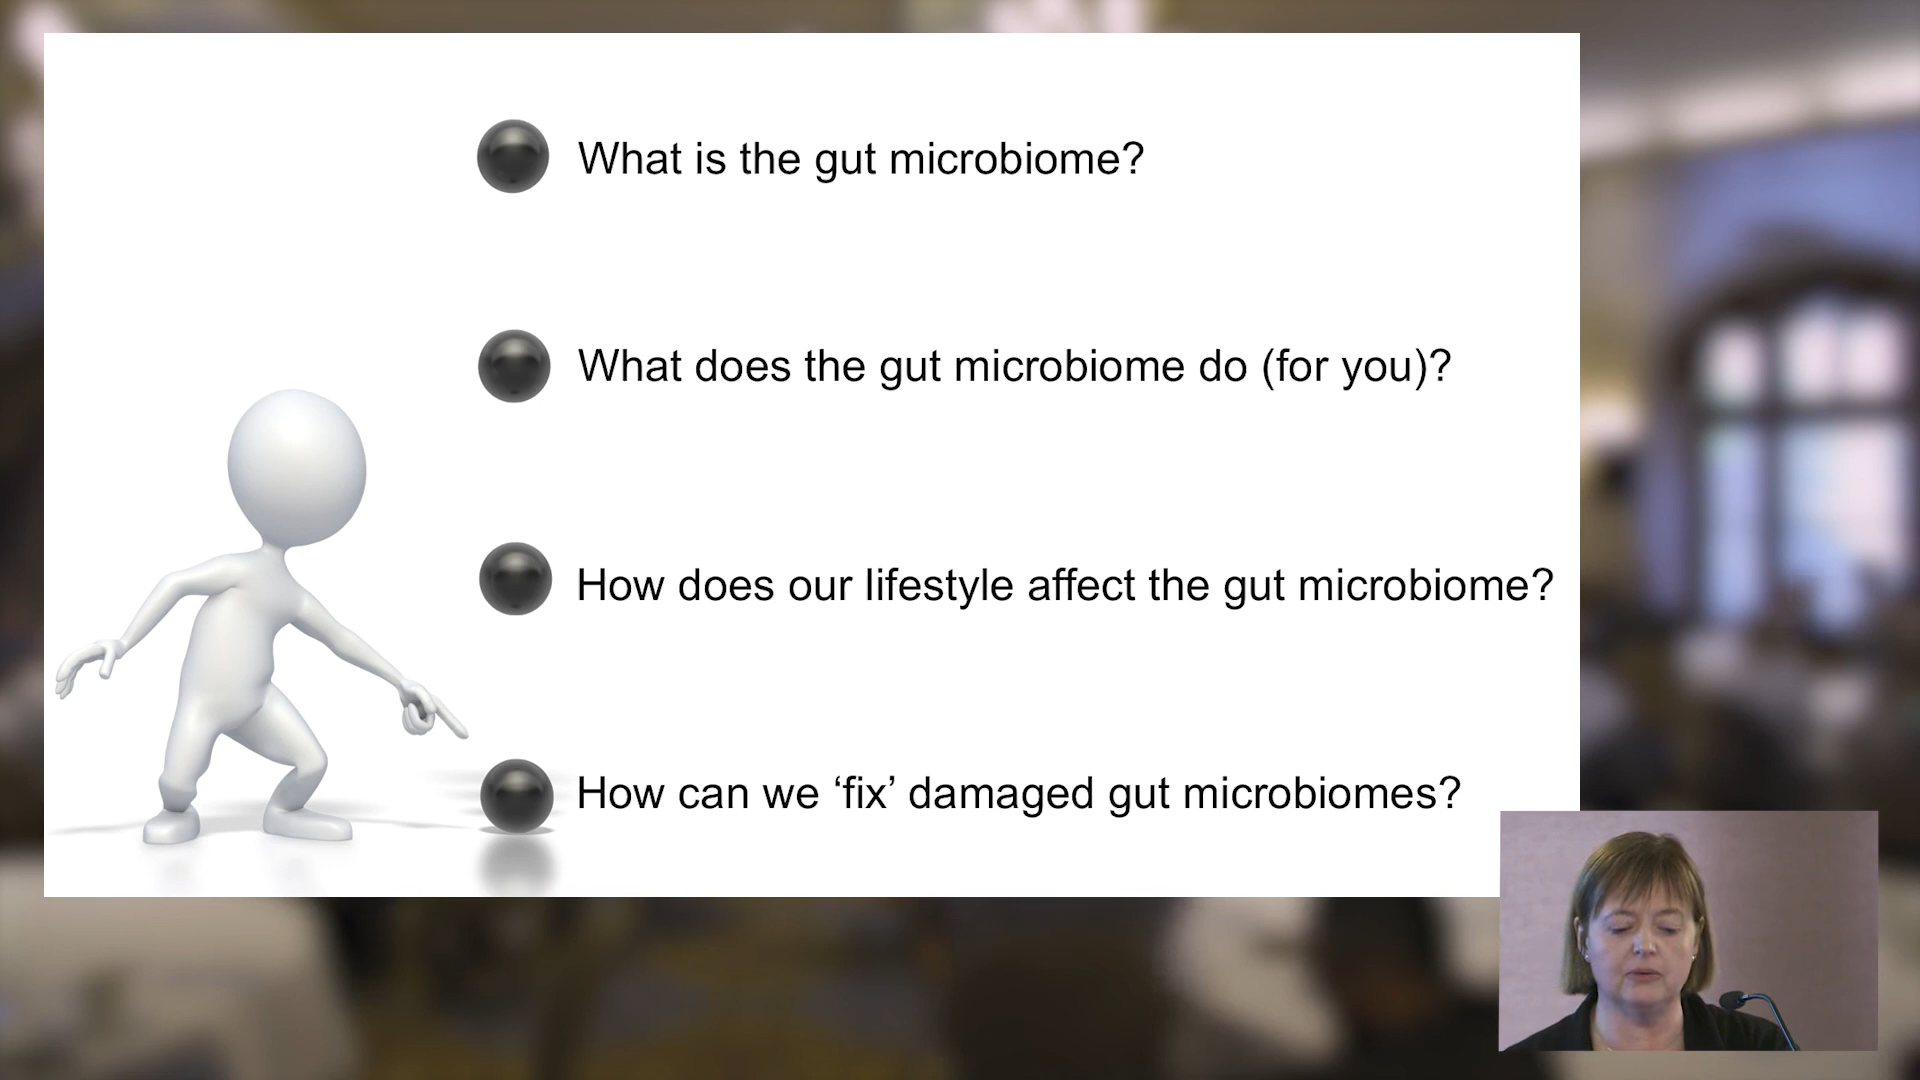 What is the gut microbiome?
What does the gut microbiome do (for you)?
How does our lifestyle affect the gut microbiome?
How can we ‘fix’ damaged gut microbiomes?